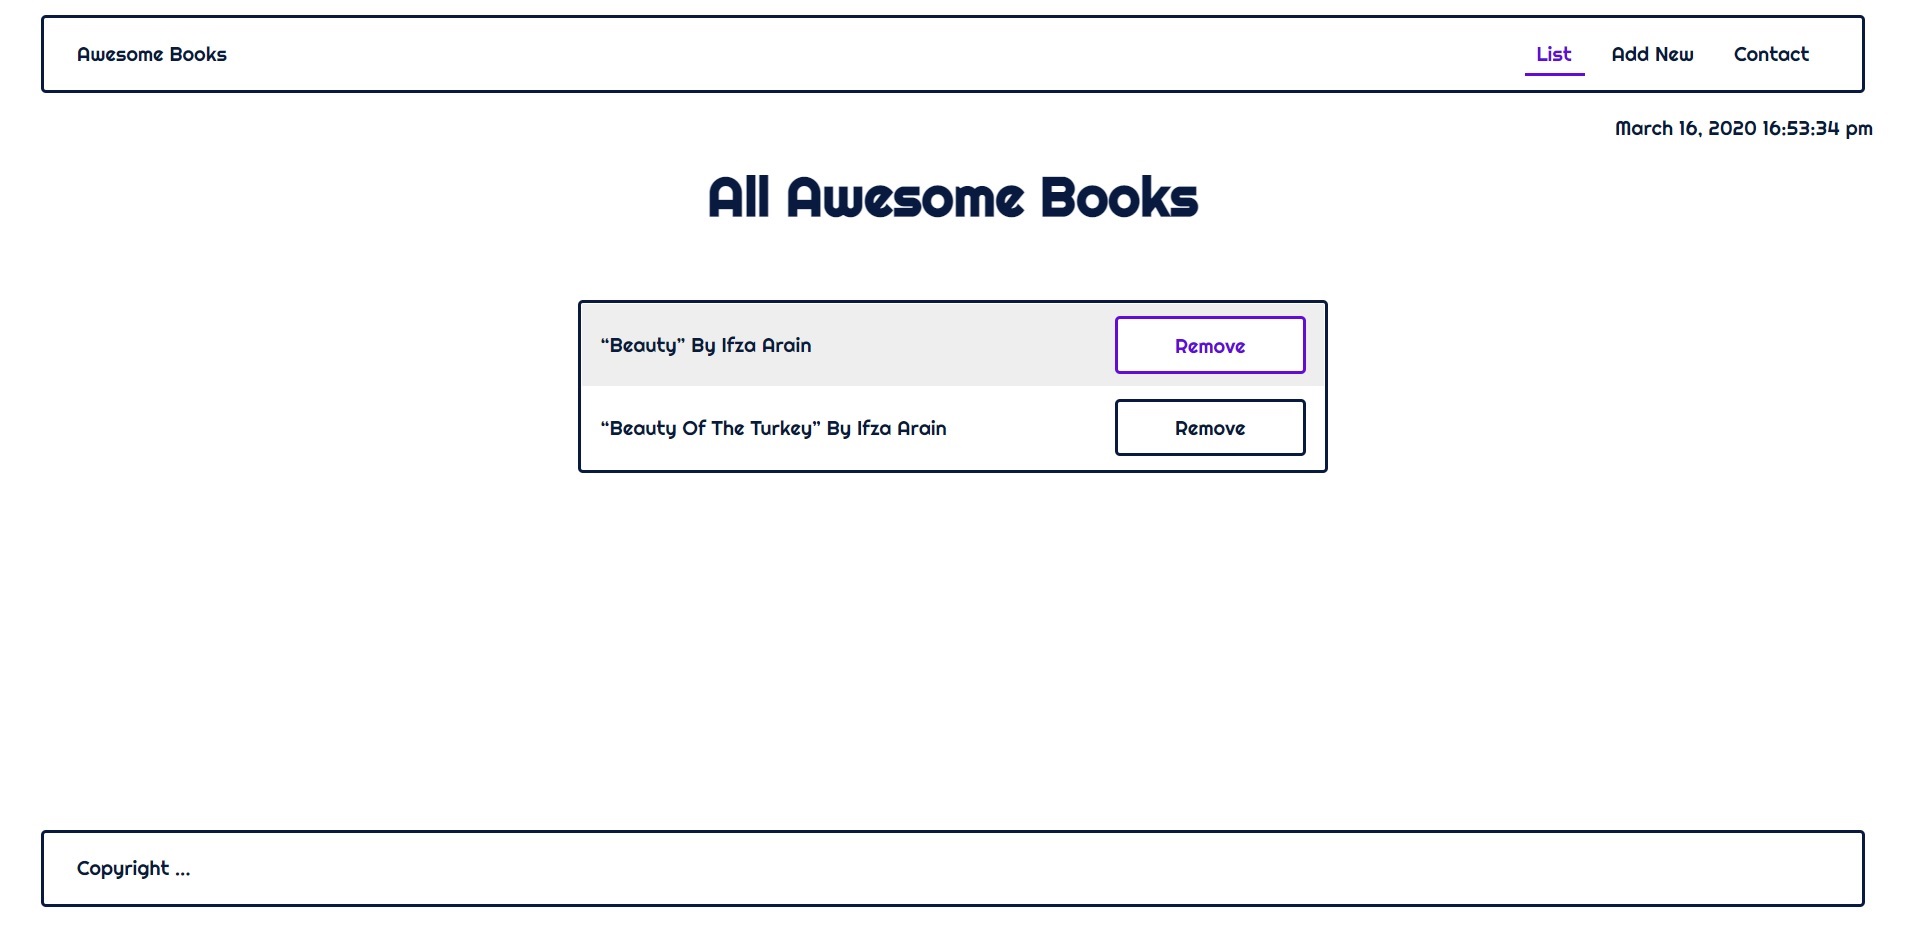 Awesome Books
List Add New Contact
March 16, 2020 16:53:34 pm
All Awesome Books
“Beauty” By Ifza Arain
Remove
“Beauty Of The Turkey” By Ifza Arain
Remove
Copyright ...